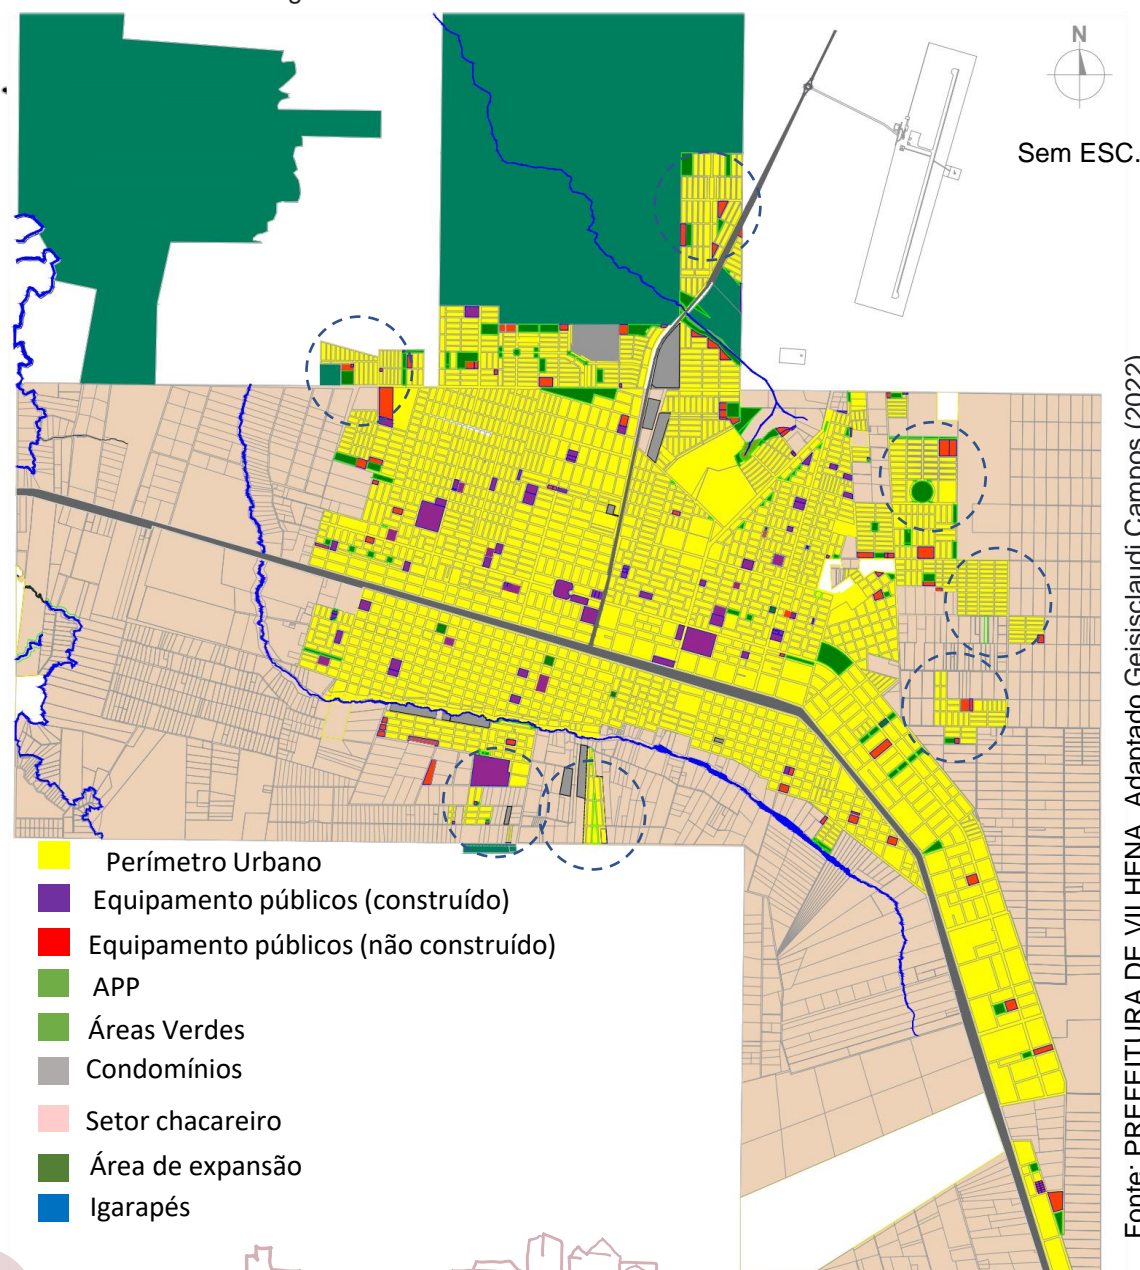 N
Sem ESC.
Perímetro Urbano
Equipamento públicos (construído)
Equipamento públicos (não construído)
APP
Áreas Verdes
Condomínios
Setor chacareiro
Área de expansão
Igarapés
Fonte: PREFEITURA DE VILHENA. Adaptado Geisisclaudi Campos (2022)